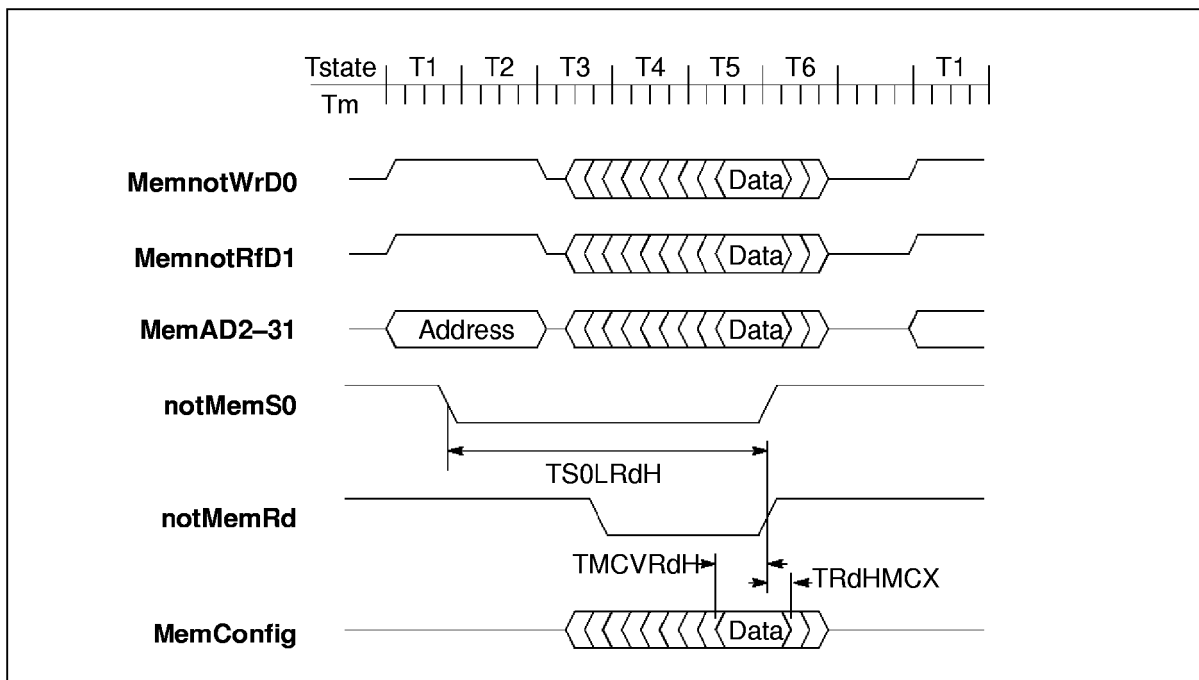 Tstate T1 T2 T3 T4 T5 T6 T1
Tm
MemnotWrD0 Data
MemnotRfD1 Data
MemAD2–31 Address Data
notMemS0
TS0LRdH
notMemRd
TMCVRdH TRdHMCX
MemConfig Data